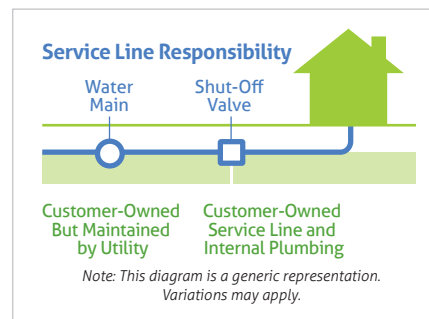 Service Line Responsibility
Water
Main
Shut-Off
Valve
Customer-Owned
But Maintained
by Utility
Customer-Owned
Service Line and
Internal Plumbing
Note: This diagram is a generic representation.
Variations may apply.